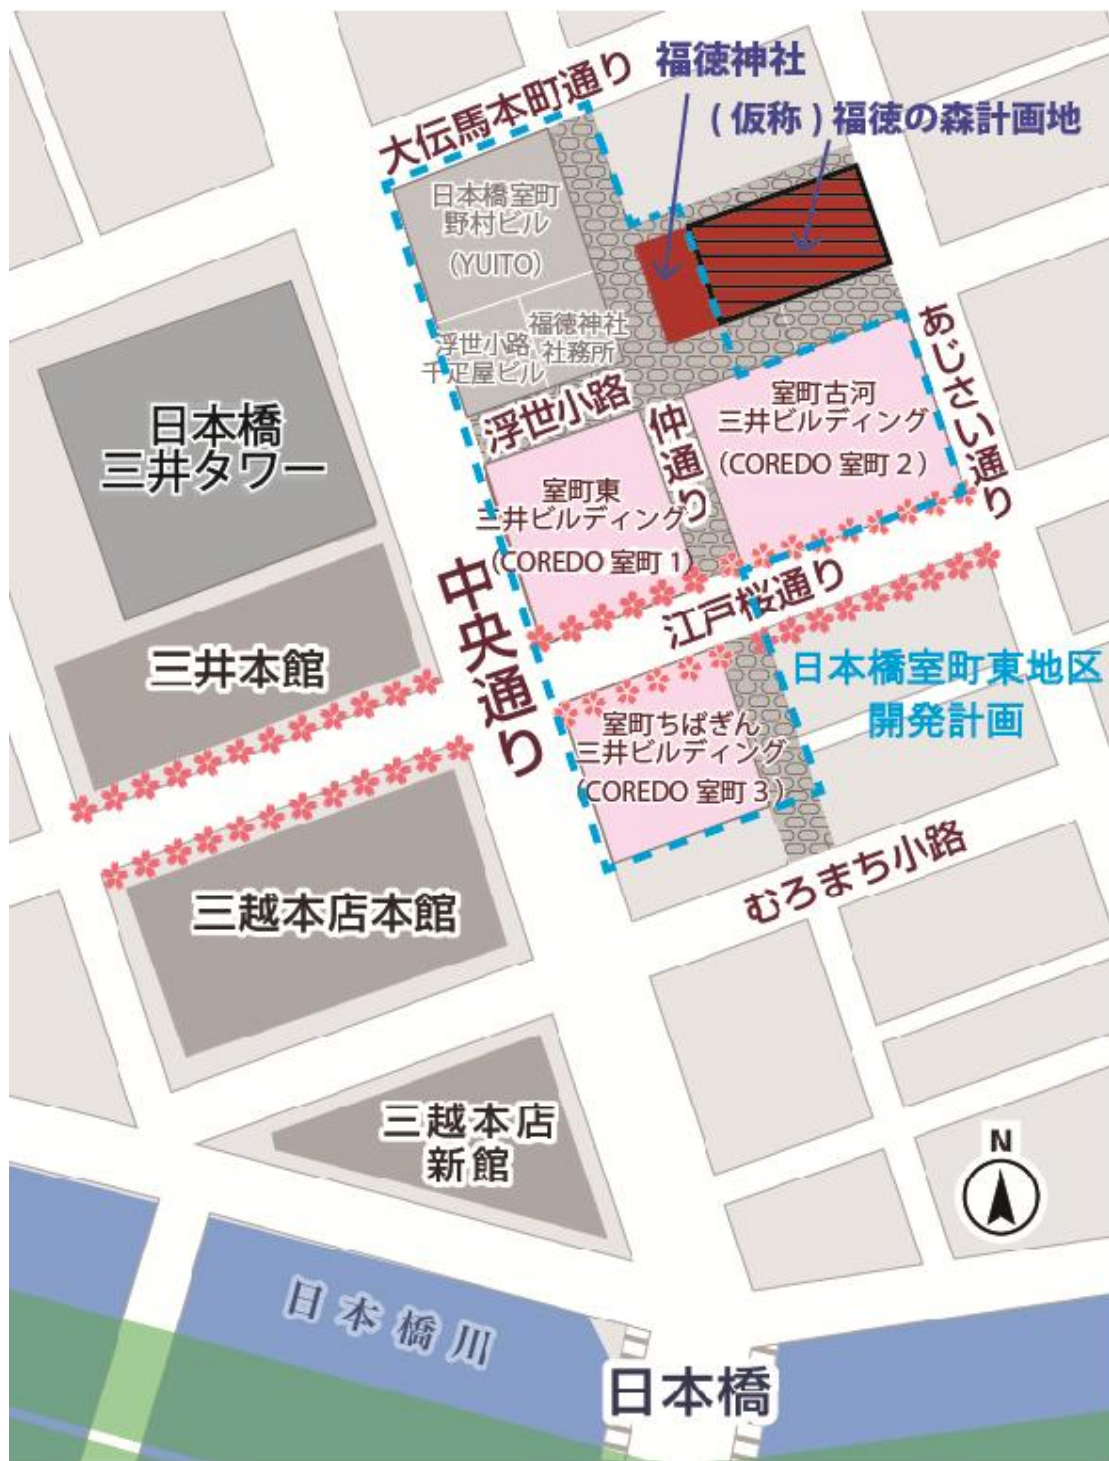 福徳神社
(仮称)福徳の森計画地
大伝馬本町通り
日本橋室町
野村ビル
(YUITO)
福徳神社
社務所
浮世小路
千疋屋ビル
浮世小路
仲通り
室町古河
三井ビルディング
(COREDO 室町 2)
あじさい通り
日本橋
三井タワー
室町東
三井ビルディング
(COREDO 室町 1)
中央通り
江戸桜通り
三井本館
日本橋室町東地区
開発計画
室町ちばぎん
三井ビルディング
(COREDO 室町 3)
むろまち小路
三越本店本館
三越本店
新館
N
日本橋川
日本橋